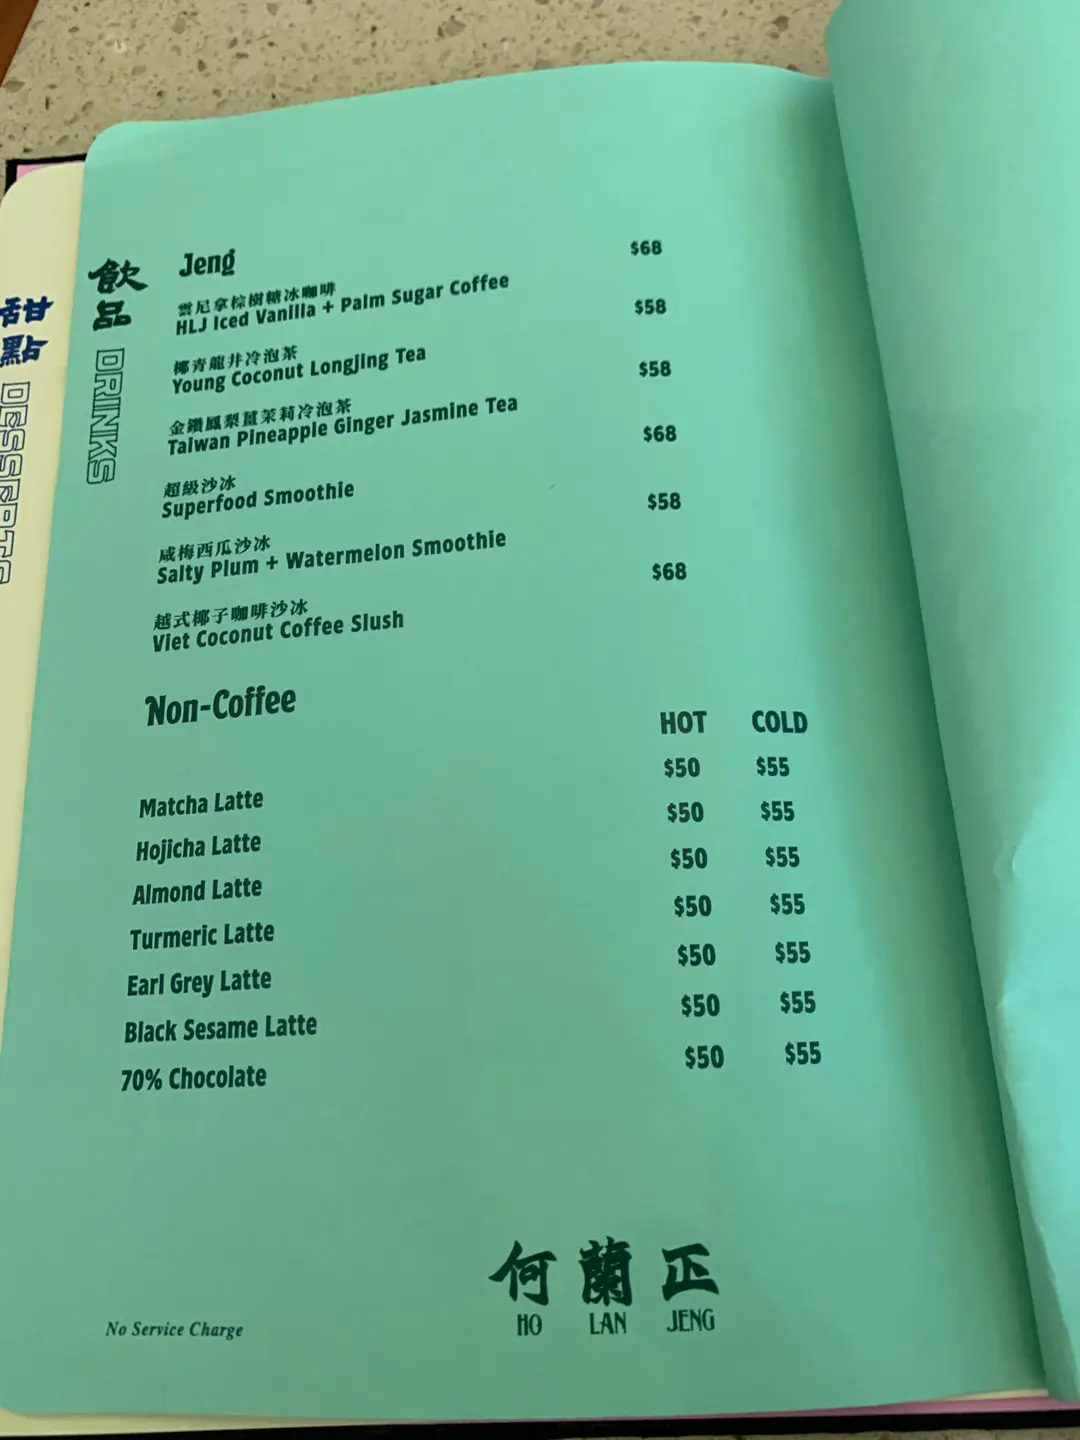 甜點
DESSERTS
飲品
DRINKS
Jeng
雲尼拿棕樹糖冰咖啡
HLJ Iced Vanilla + Palm Sugar Coffee $68
椰青龍井冷泡茶
Young Coconut Longjing Tea $58
金鑽鳳梨薑茉莉冷泡茶
Taiwan Pineapple Ginger Jasmine Tea $58
超級沙冰
Superfood Smoothie $68
咸梅西瓜沙冰
Salty Plum + Watermelon Smoothie $58
越式椰子咖啡沙冰
Viet Coconut Coffee Slush $68
Non-Coffee
HOT COLD
Matcha Latte $50 $55
Hojicha Latte $50 $55
Almond Latte $50 $55
Turmeric Latte $50 $55
Earl Grey Latte $50 $55
Black Sesame Latte $50 $55
70% Chocolate $50 $55
何蘭正
HO LAN JENG
No Service Charge